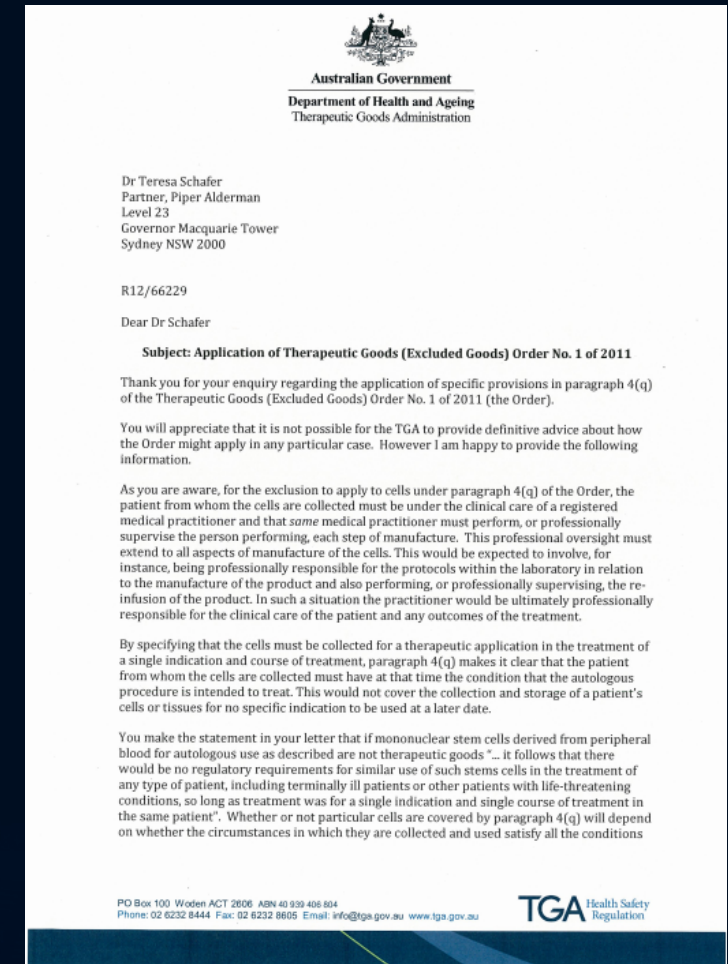 Australian Government
Department of Health and Ageing
Therapeutic Goods Administration
Dr Teresa Schafer
Partner, Piper Alderman
Level 23
Governor Macquarie Tower
Sydney NSW 2000
R12/66229
Dear Dr Schafer
Subject: Application of Therapeutic Goods (Excluded Goods) Order No. 1 of 2011
Thank you for your enquiry regarding the application of specific provisions in paragraph 4(q)
of the Therapeutic Goods (Excluded Goods) Order No. 1 of 2011 (the Order).
You will appreciate that it is not possible for the TGA to provide definitive advice about how
the Order might apply in any particular case. However I am happy to provide the following
information.
As you are aware, for the exclusion to apply to cells under paragraph 4(q) of the Order, the
patient from whom the cells are collected must be under the clinical care of a registered
medical practitioner and that same medical practitioner must perform, or professionally
supervise the person performing, each step of manufacture. This professional oversight must
extend to all aspects of manufacture of the cells. This would be expected to involve, for
instance, being professionally responsible for the protocols within the laboratory in relation
to the manufacture of the product and also performing, or professionally supervising, the re-
infusion of the product. In such a situation the practitioner would be ultimately professionally
responsible for the clinical care of the patient and any outcomes of the treatment.
By specifying that the cells must be collected for a therapeutic application in the treatment of
a single indication and course of treatment, paragraph 4(q) makes it clear that the patient
from whom the cells are collected must have at that time the condition that the autologous
procedure is intended to treat. This would not cover the collection and storage of a patient's
cells or tissues for no specific indication to be used at a later date.
You make the statement in your letter that if mononuclear stem cells derived from peripheral
blood for autologous use as described are not therapeutic goods "... it follows that there
would be no regulatory requirements for similar use of such stems cells in the treatment of
any type of patient, including terminally ill patients or other patients with life-threatening
conditions, so long as treatment was for a single indication and single course of treatment in
the same patient". Whether or not particular cells are covered by paragraph 4(q) will depend
on whether the circumstances in which they are collected and used satisfy all the conditions
PO Box 100 Woden ACT 2606 ABN 40 939 406 804
Phone: 02 6232 8444 Fax: 02 6232 8605 Email: info@tga.gov.au www.tga.gov.au
TGA Health Safety
Regulation